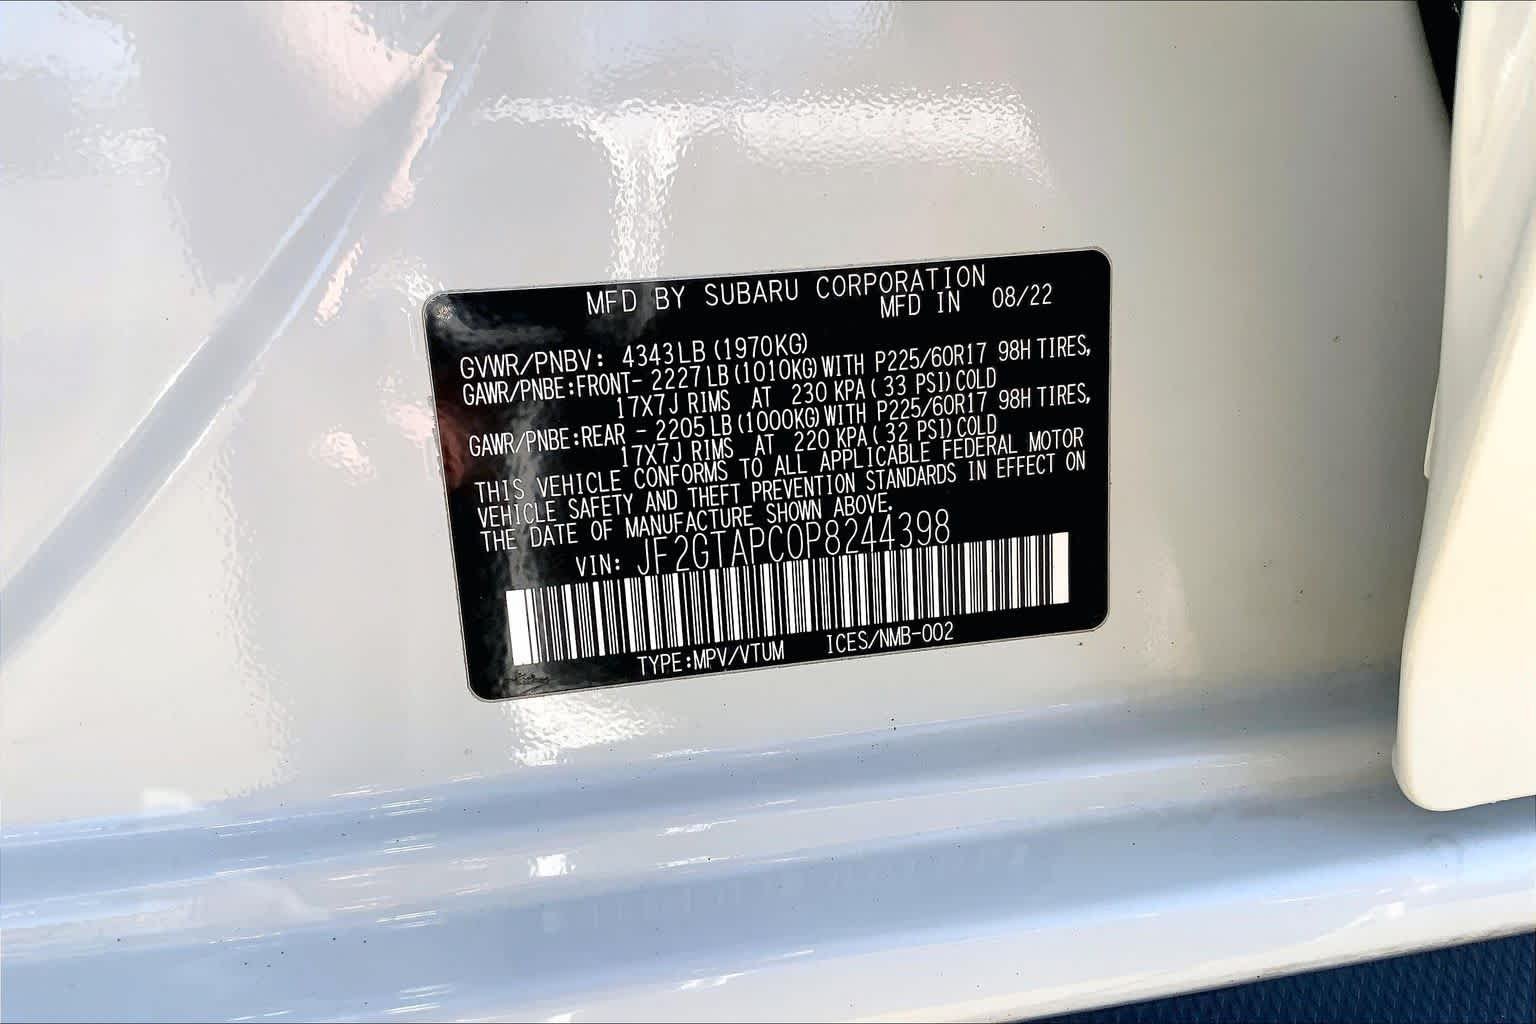 MFD BY SUBARU CORPORATION
MFD IN 08/22
GVWR/PNBV: 4343LB (1970KG)
GAWR/PNBE:FRONT- 2227LB(1010KG)WITH P225/60R17 98H TIRES,
17X7J RIMS AT 230 KPA( 33 PSI)COLD
GAWR/PNBE:REAR - 2205LB(1000KG)WITH P225/60R17 98H TIRES,
17X7J RIMS AT 220 KPA( 32 PSI)COLD
THIS VEHICLE CONFORMS TO ALL APPLICABLE FEDERAL MOTOR
VEHICLE SAFETY AND THEFT PREVENTION STANDARDS IN EFFECT ON
THE DATE OF MANUFACTURE SHOWN ABOVE.
VIN: JF2GTAPC0P8244398
TYPE:MPV/VTUM ICES/NMB-002